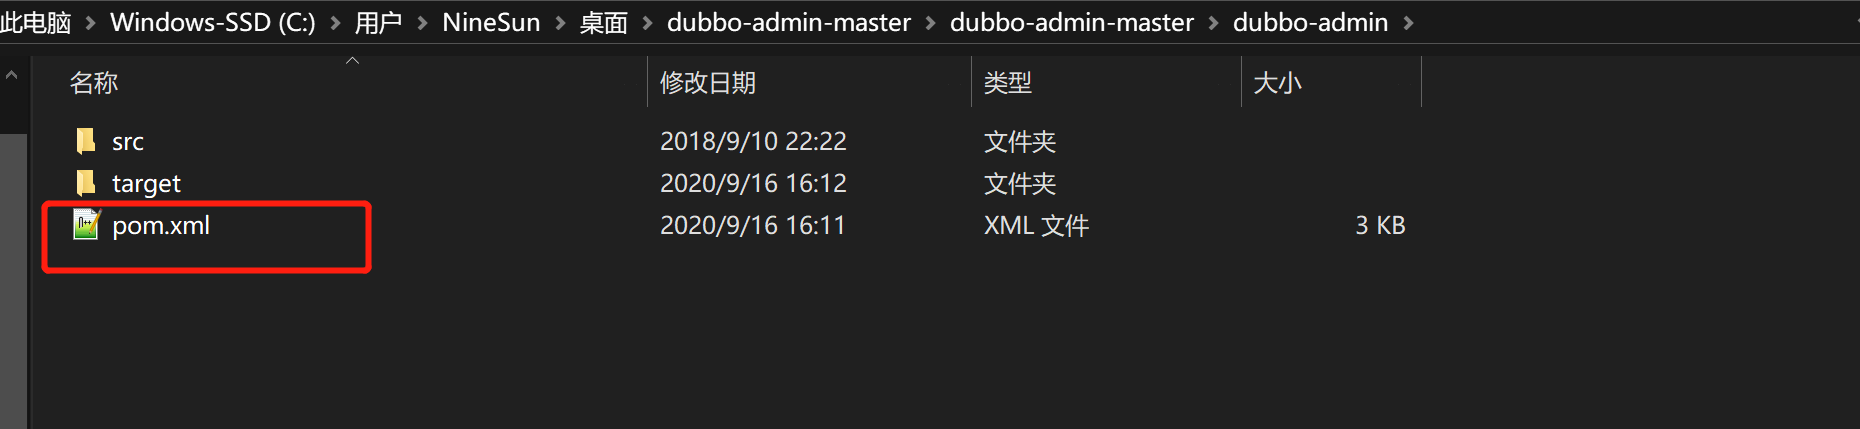 此电脑 > Windows-SSD (C:) > 用户 > NineSun > 桌面 > dubbo-admin-master > dubbo-admin-master > dubbo-admin >
名称 修改日期 类型 大小
src 2018/9/10 22:22 文件夹
target 2020/9/16 16:12 文件夹
pom.xml 2020/9/16 16:11 XML 文件 3 KB